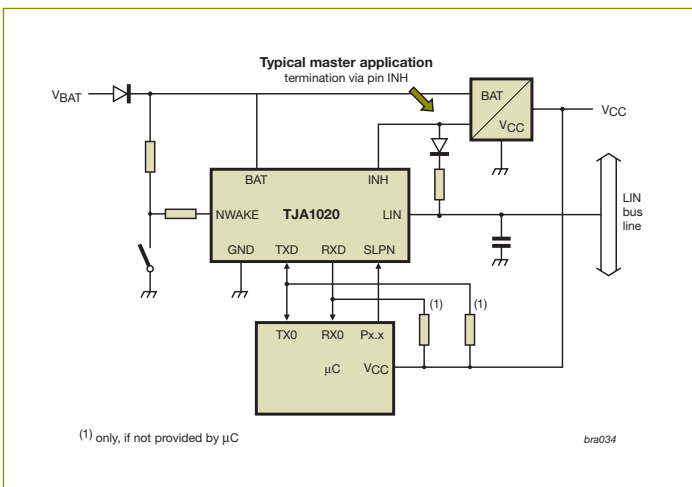 Typical master application
termination via pin INH
VBAT
BAT
VCC
VCC
BAT
INH
NWAKE
TJA1020
LIN
LIN
bus
line
GND
TXD
RXD
SLPN
(1)
(1)
TX0
RX0
Px.x
µC
VCC
(1) only, if not provided by µC
bra034